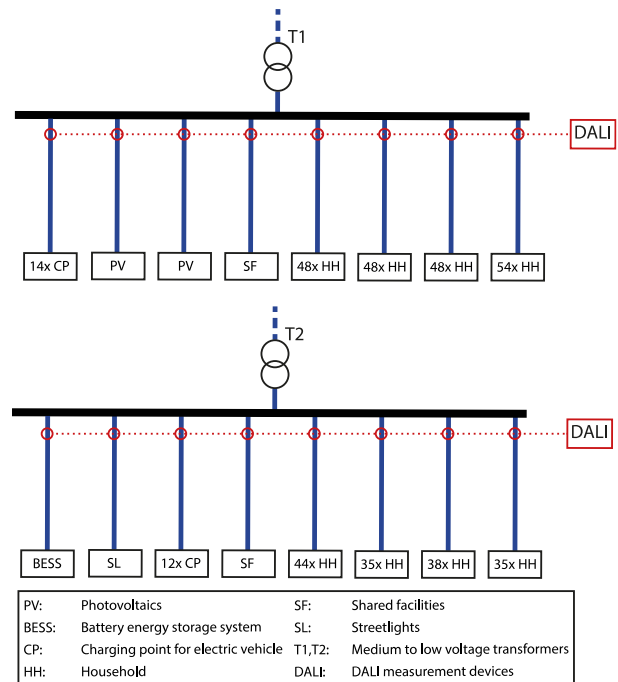 T1
DALI
14x CP PV PV SF 48x HH 48x HH 48x HH 54x HH
T2
DALI
BESS SL 12x CP SF 44x HH 35x HH 38x HH 35x HH
PV: Photovoltaics SF: Shared facilities
BESS: Battery energy storage system SL: Streetlights
CP: Charging point for electric vehicle T1,T2: Medium to low voltage transformers
HH: Household DALI: DALI measurement devices